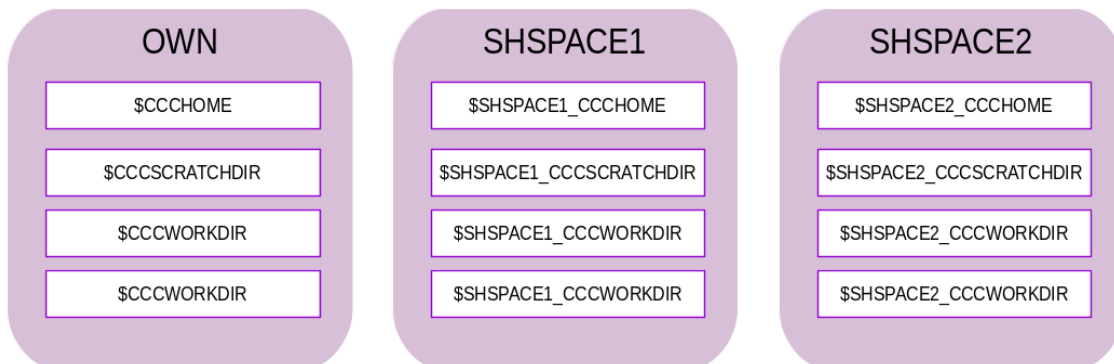 OWN
$CCCHOME
$CCCSCRATCHDIR
$CCCWORKDIR
$CCCWORKDIR
SHSPACE1
$SHSPACE1_CCCHOME
$SHSPACE1_CCCSCRATCHDIR
$SHSPACE1_CCCWORKDIR
$SHSPACE1_CCCWORKDIR
SHSPACE2
$SHSPACE2_CCCHOME
$SHSPACE2_CCCSCRATCHDIR
$SHSPACE2_CCCWORKDIR
$SHSPACE2_CCCWORKDIR